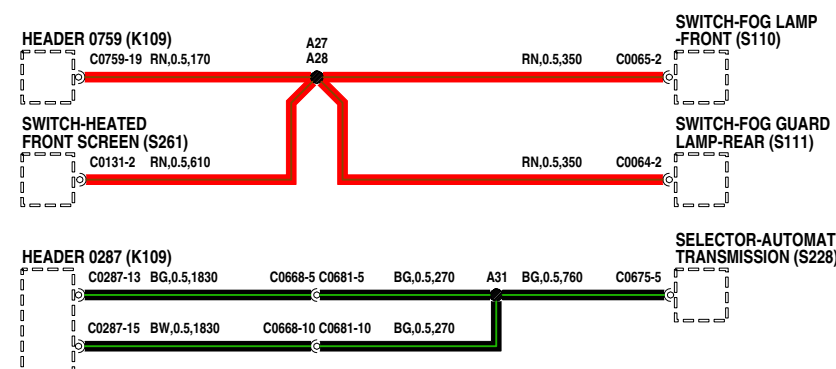 SWITCH-FOG LAMP
-FRONT (S110)
HEADER 0759 (K109)
A27
A28
C0759-19 RN,0.5,170
RN,0.5,350 C0065-2
SWITCH-HEATED
FRONT SCREEN (S261)
SWITCH-FOG GUARD
LAMP-REAR (S111)
C0131-2 RN,0.5,610
RN,0.5,350 C0064-2
SELECTOR-AUTOMAT
TRANSMISSION (S228)
HEADER 0287 (K109)
C0287-13 BG,0.5,1830 C0668-5 C0681-5 BG,0.5,270 A31 BG,0.5,760 C0675-5
C0287-15 BW,0.5,1830 C0668-10 C0681-10 BG,0.5,270